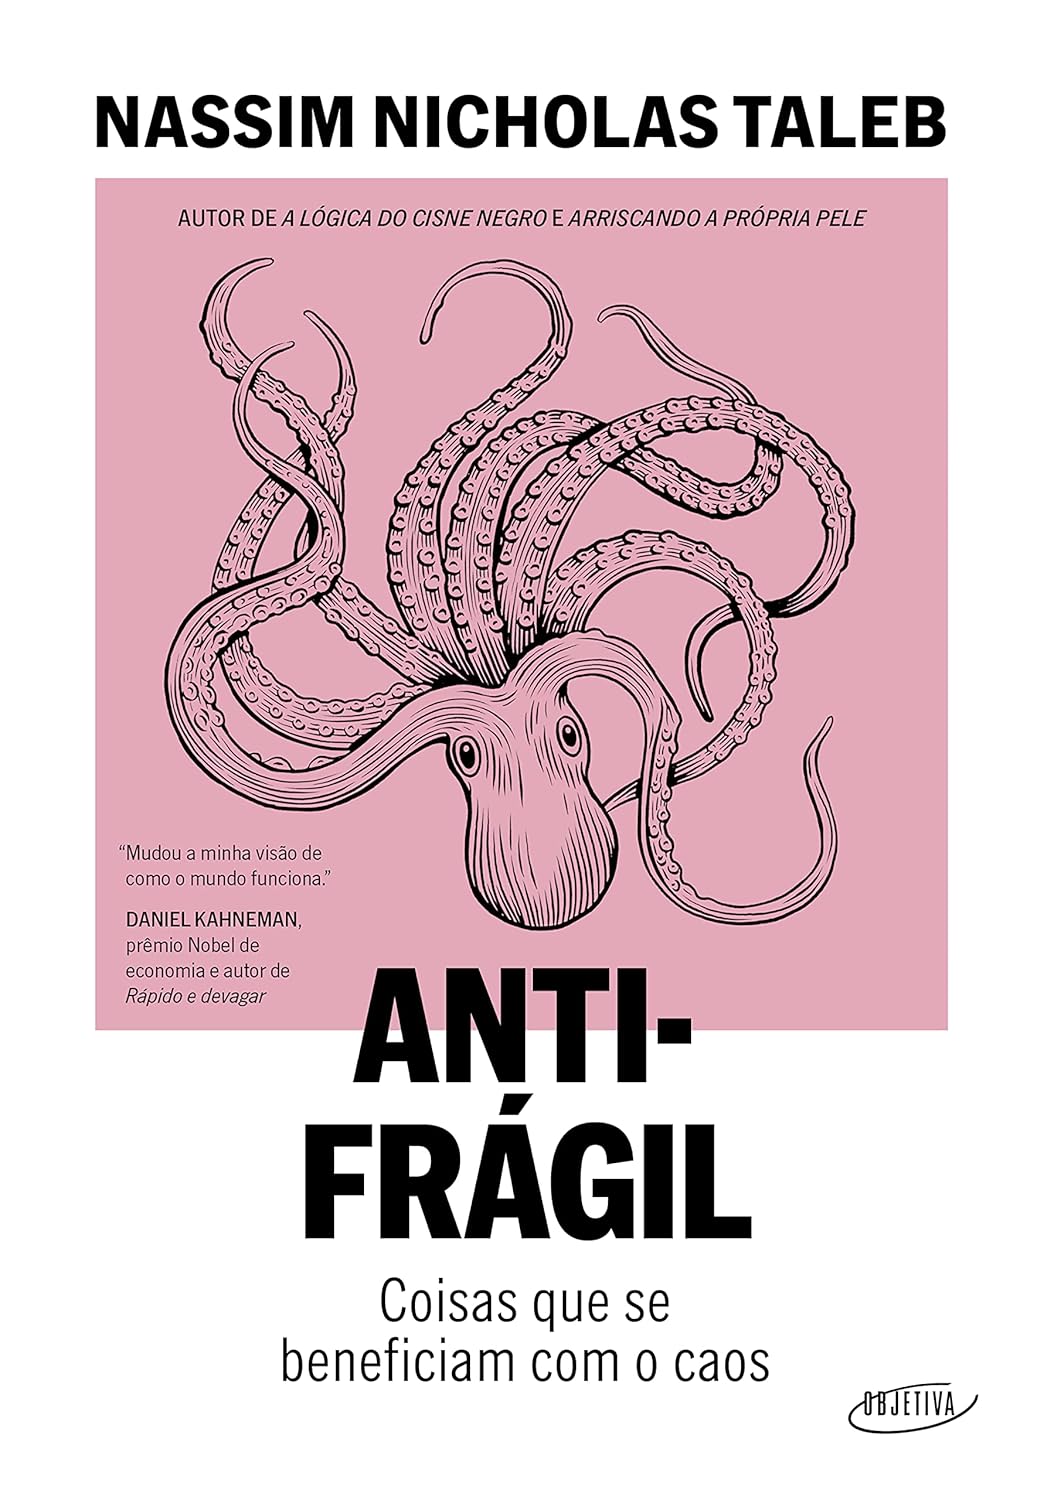 NASSIM NICHOLAS TALEB
AUTOR DE A LÓGICA DO CISNE NEGRO E ARRISCANDO A PRÓPRIA PELE
“Mudou a minha visão de
como o mundo funciona.”
DANIEL KAHNEMAN,
prêmio Nobel de
economia e autor de
Rápido e devagar
ANTI-
FRÁGIL
Coisas que se
beneficiam com o caos
OBJETIVA